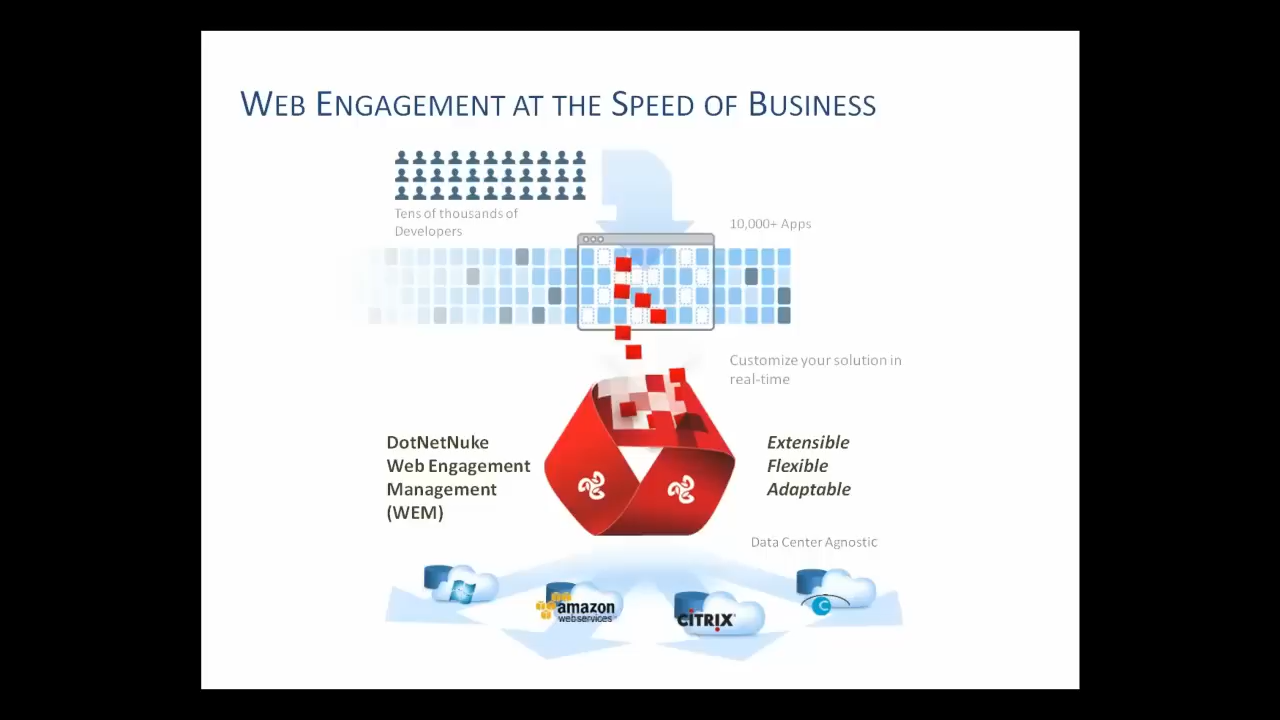 WEB ENGAGEMENT AT THE SPEED OF BUSINESS
Tens of thousands of
Developers
10,000+ Apps
Customize your solution in
real-time
DotNetNuke
Web Engagement
Management
(WEM)
Extensible
Flexible
Adaptable
Data Center Agnostic
amazon
webservices
CITRIX
C